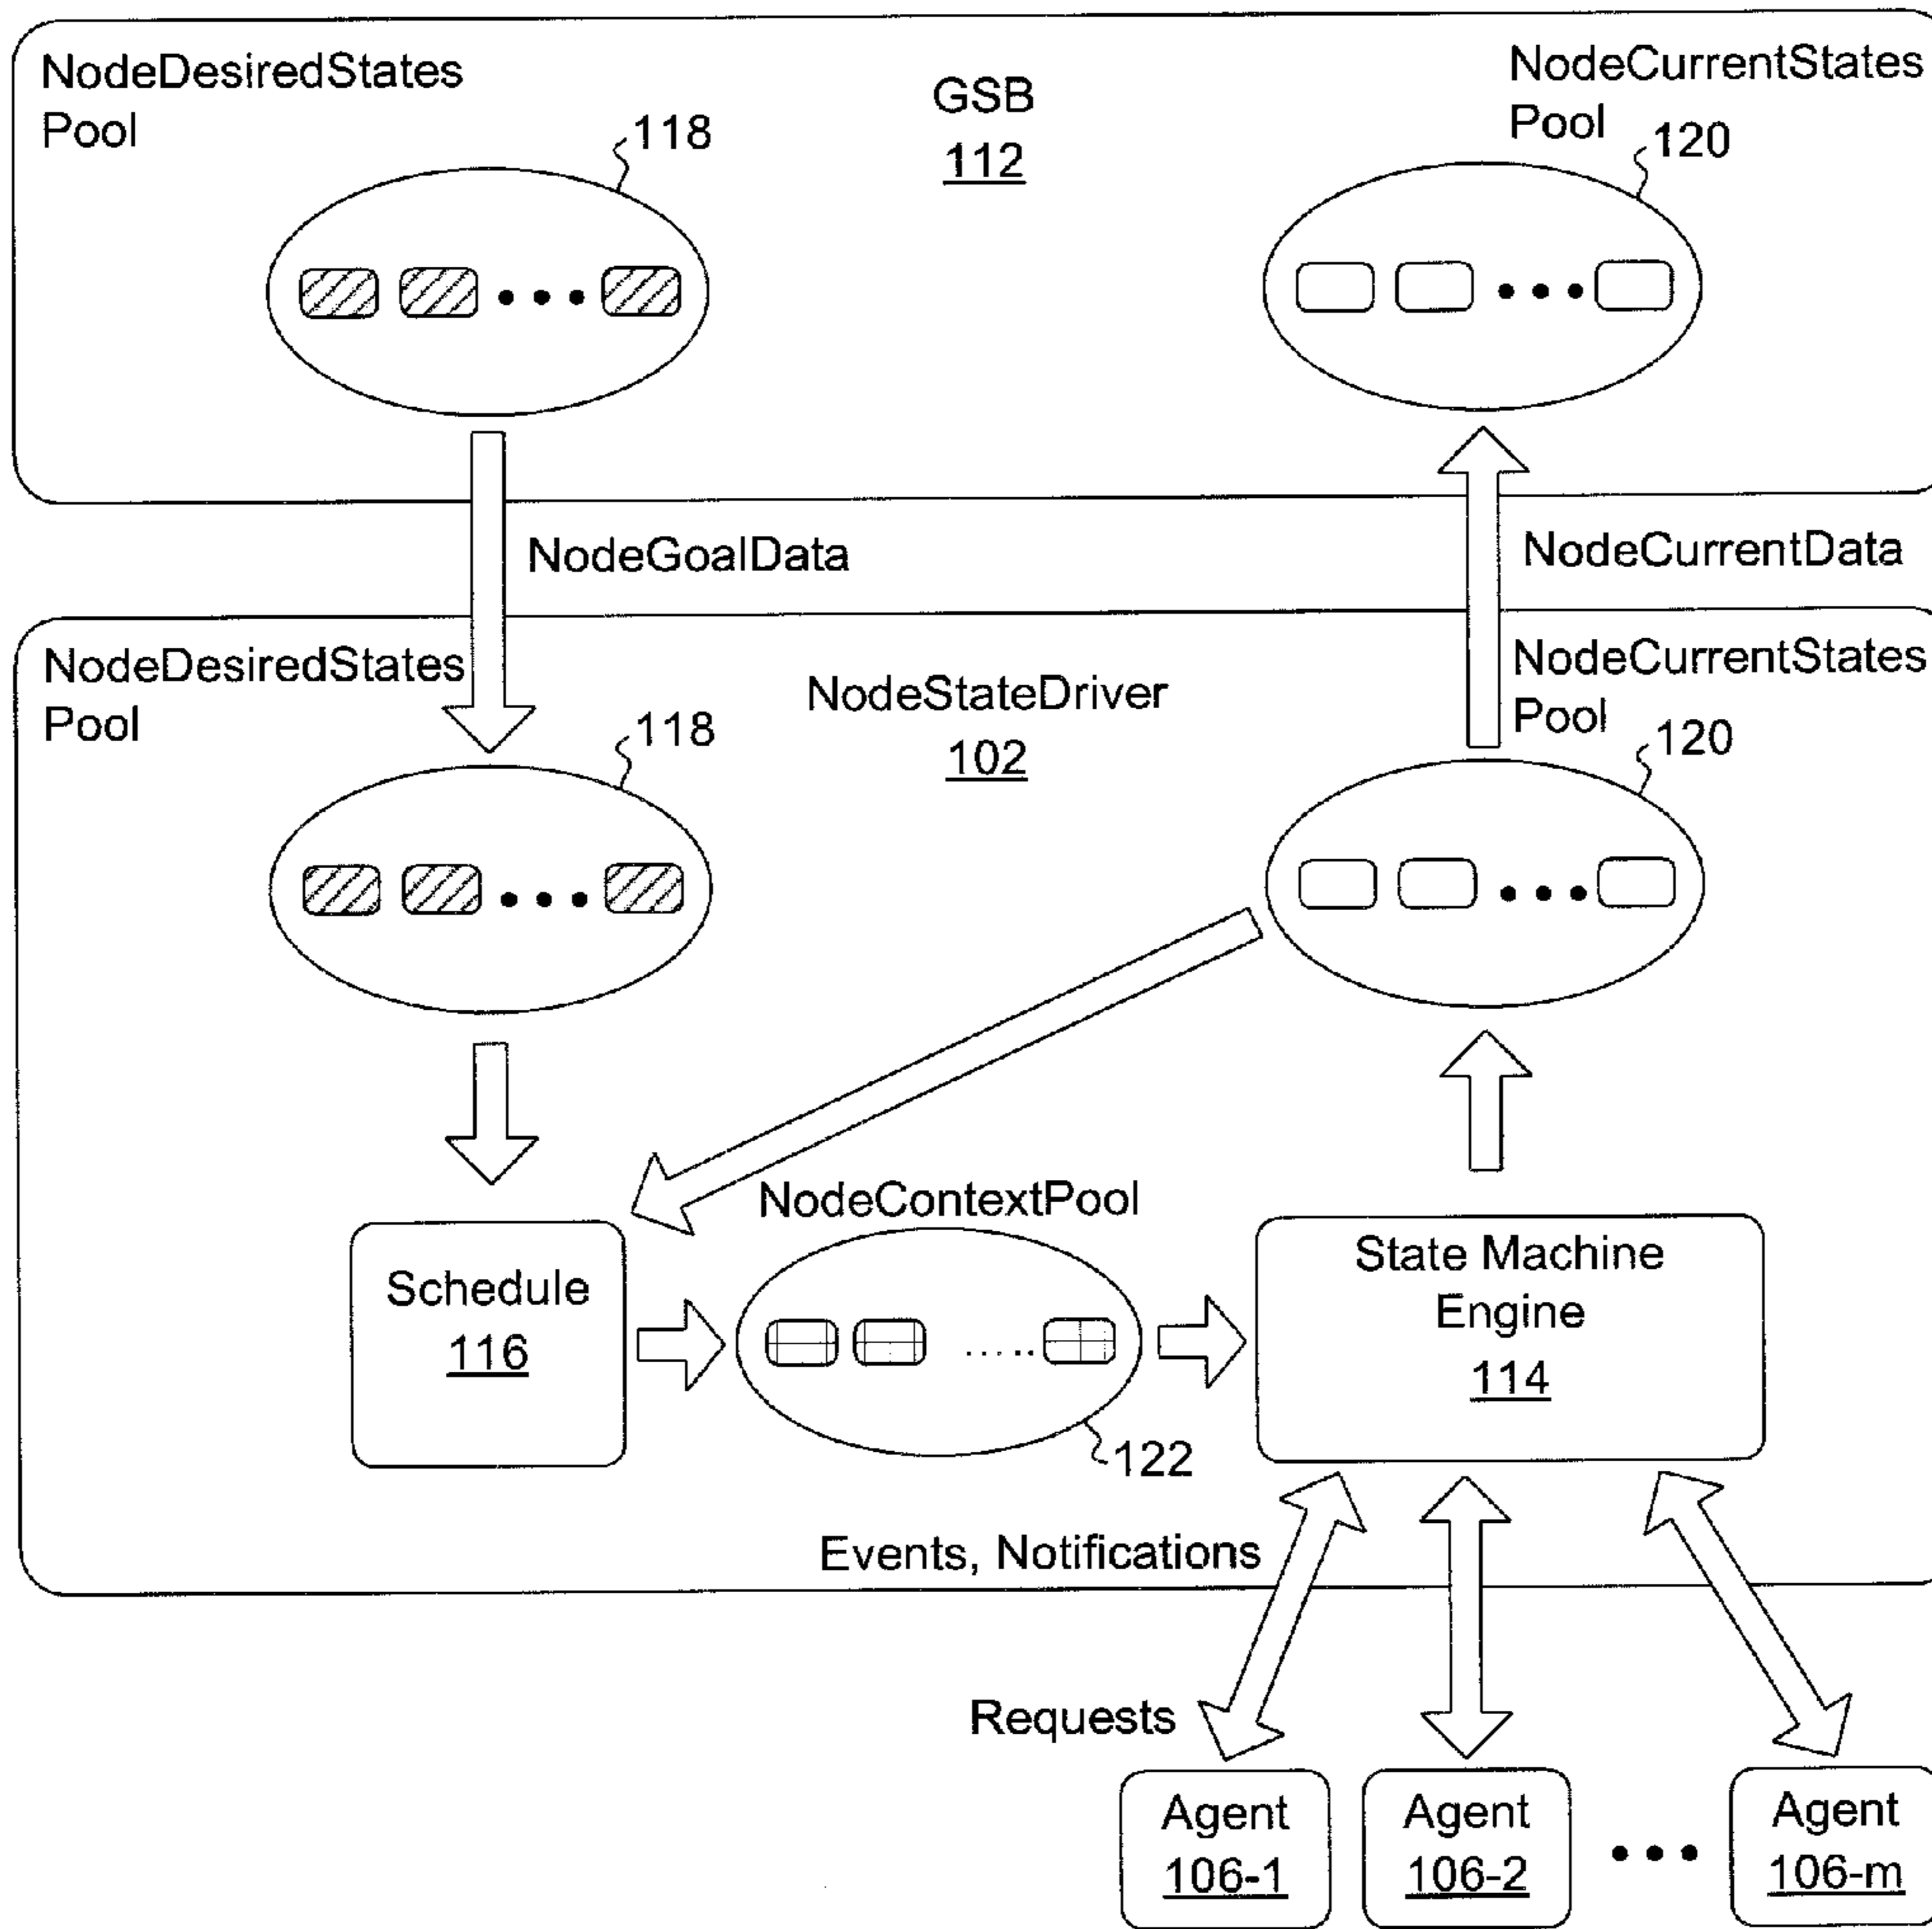 NodeDesiredStates
Pool
118
GSB
112
NodeCurrentStates
Pool
120
NodeGoalData
NodeCurrentData
NodeDesiredStates
Pool
118
NodeStateDriver
102
NodeCurrentStates
Pool
120
NodeContextPool
Schedule
116
122
State Machine
Engine
114
Events, Notifications
Requests
Agent
106-1
Agent
106-2
Agent
106-m